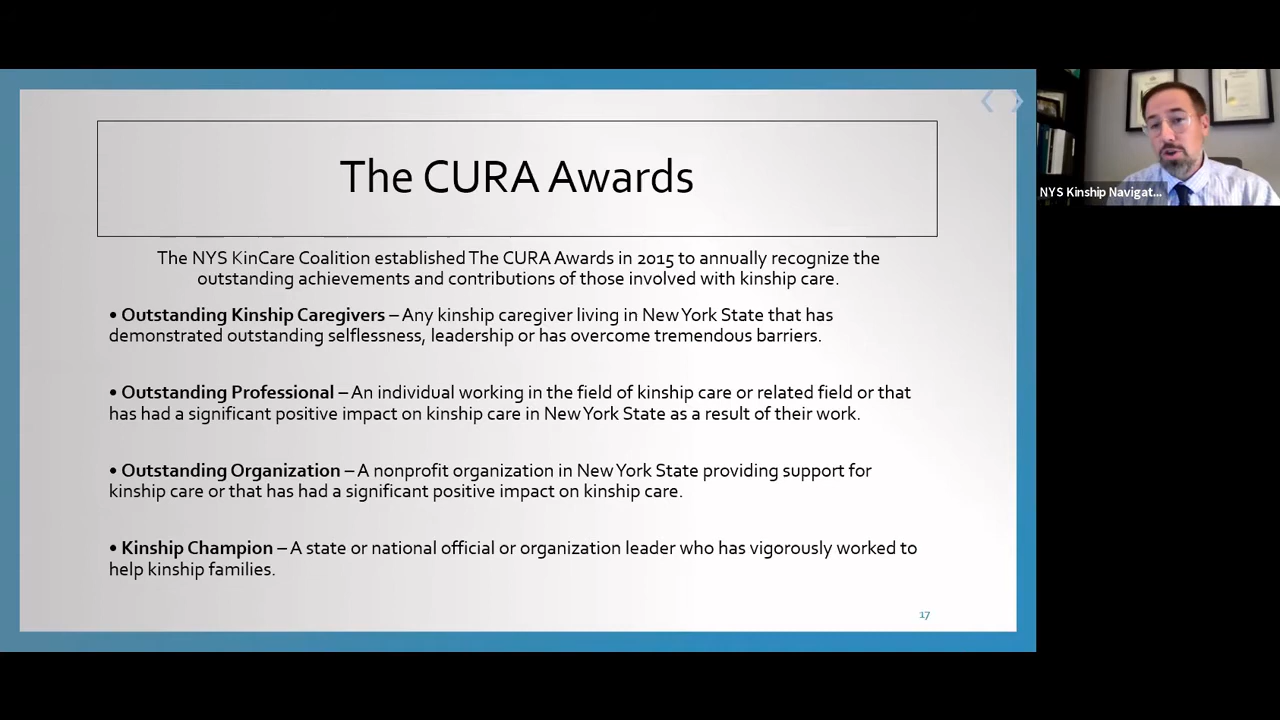 The CURA Awards
The NYS KinCare Coalition established The CURA Awards in 2015 to annually recognize the
outstanding achievements and contributions of those involved with kinship care.
• Outstanding Kinship Caregivers – Any kinship caregiver living in New York State that has
demonstrated outstanding selflessness, leadership or has overcome tremendous barriers.
• Outstanding Professional – An individual working in the field of kinship care or related field or that
has had a significant positive impact on kinship care in New York State as a result of their work.
• Outstanding Organization – A nonprofit organization in New York State providing support for
kinship care or that has had a significant positive impact on kinship care.
• Kinship Champion – A state or national official or organization leader who has vigorously worked to
help kinship families.
17
NYS Kinship Navigat...